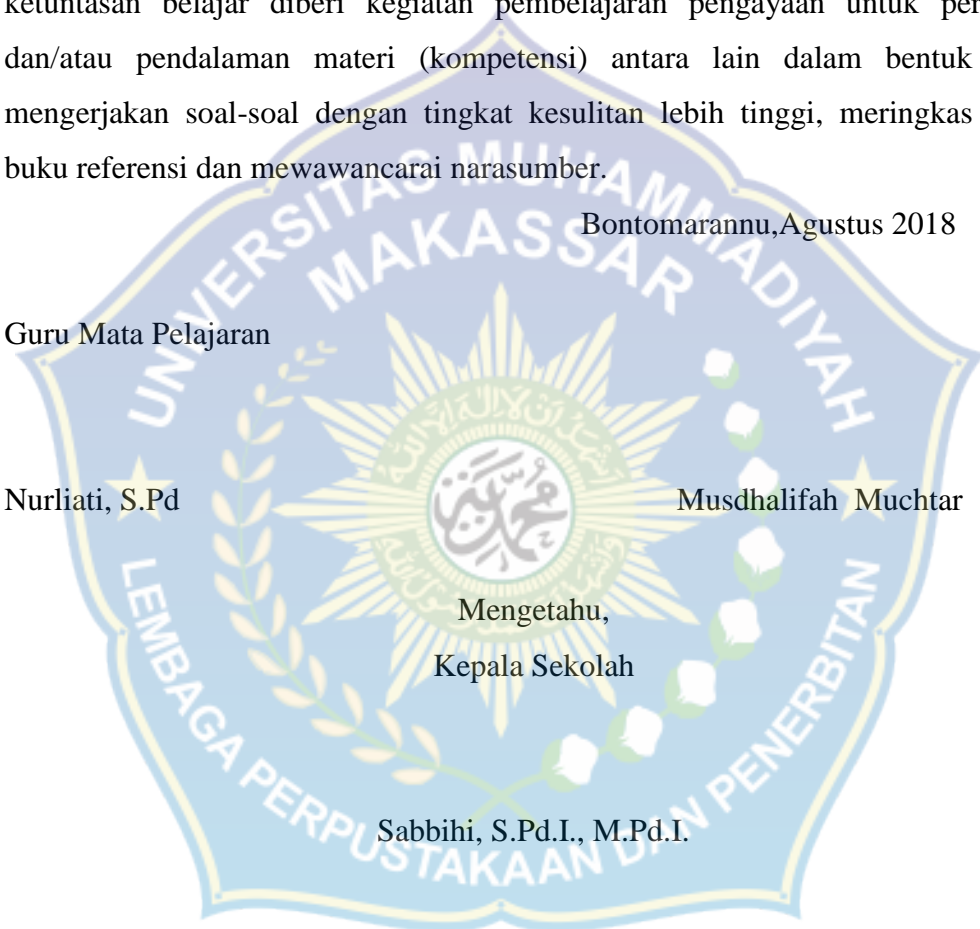 ketuntasan belajar diberi kegiatan pembelajaran pengayaan untuk per
dan/atau pendalaman materi (kompetensi) antara lain dalam bentuk
mengerjakan soal-soal dengan tingkat kesulitan lebih tinggi, meringkas
buku referensi dan mewawancarai narasumber.
UNIVERSITAS MUHAMMADIYAH
MAKASSAR
Bontomarannu,Agustus 2018
Guru Mata Pelajaran
محمد
Nurliati, S.Pd Musdhalifah Muchtar
Mengetahu,
Kepala Sekolah
Sabbihi, S.Pd.I., M.Pd.I.
LEMBAGA PERPUSTAKAAN DAN PENERBITAN